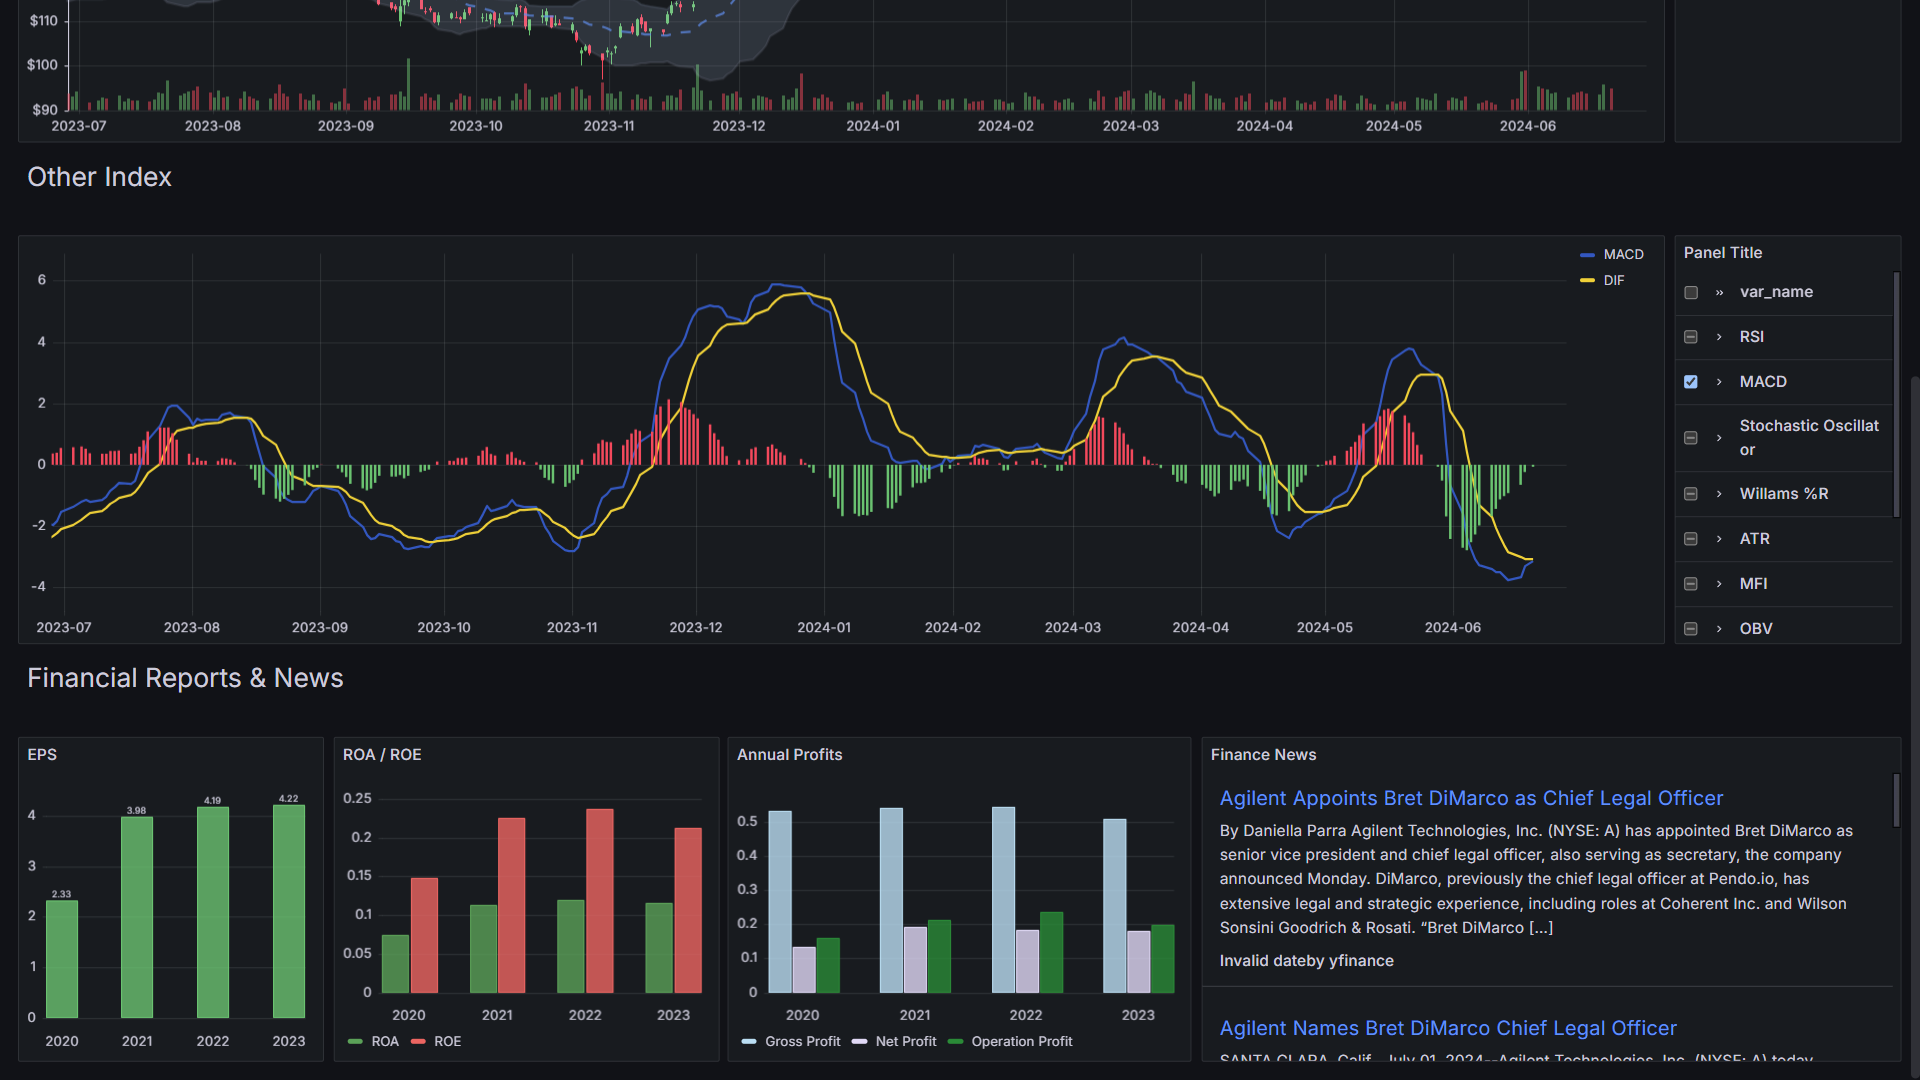 $110
$100
$90
2023-07 2023-08 2023-09 2023-10 2023-11 2023-12 2024-01 2024-02 2024-03 2024-04 2024-05 2024-06
Other Index
MACD
DIF
6
4
2
0
-2
-4
2023-07 2023-08 2023-09 2023-10 2023-11 2023-12 2024-01 2024-02 2024-03 2024-04 2024-05 2024-06
Panel Title
var_name
RSI
MACD
Stochastic Oscillat
or
Willams %R
ATR
MFI
OBV
Financial Reports & News
EPS
4
3
2
1
0
2.33
3.98
4.19
4.22
2020 2021 2022 2023
ROA / ROE
0.25
0.2
0.15
0.1
0.05
0
2020 2021 2022 2023
ROA ROE
Annual Profits
0.5
0.4
0.3
0.2
0.1
0
2020 2021 2022 2023
Gross Profit Net Profit Operation Profit
Finance News
Agilent Appoints Bret DiMarco as Chief Legal Officer
By Daniella Parra Agilent Technologies, Inc. (NYSE: A) has appointed Bret DiMarco as
senior vice president and chief legal officer, also serving as secretary, the company
announced Monday. DiMarco, previously the chief legal officer at Pendo.io, has
extensive legal and strategic experience, including roles at Coherent Inc. and Wilson
Sonsini Goodrich & Rosati. “Bret DiMarco [...]
Invalid dateby yfinance
Agilent Names Bret DiMarco Chief Legal Officer
SANTA CLARA, Calif., July 01, 2024--Agilent Technologies, Inc. (NYSE: A) today